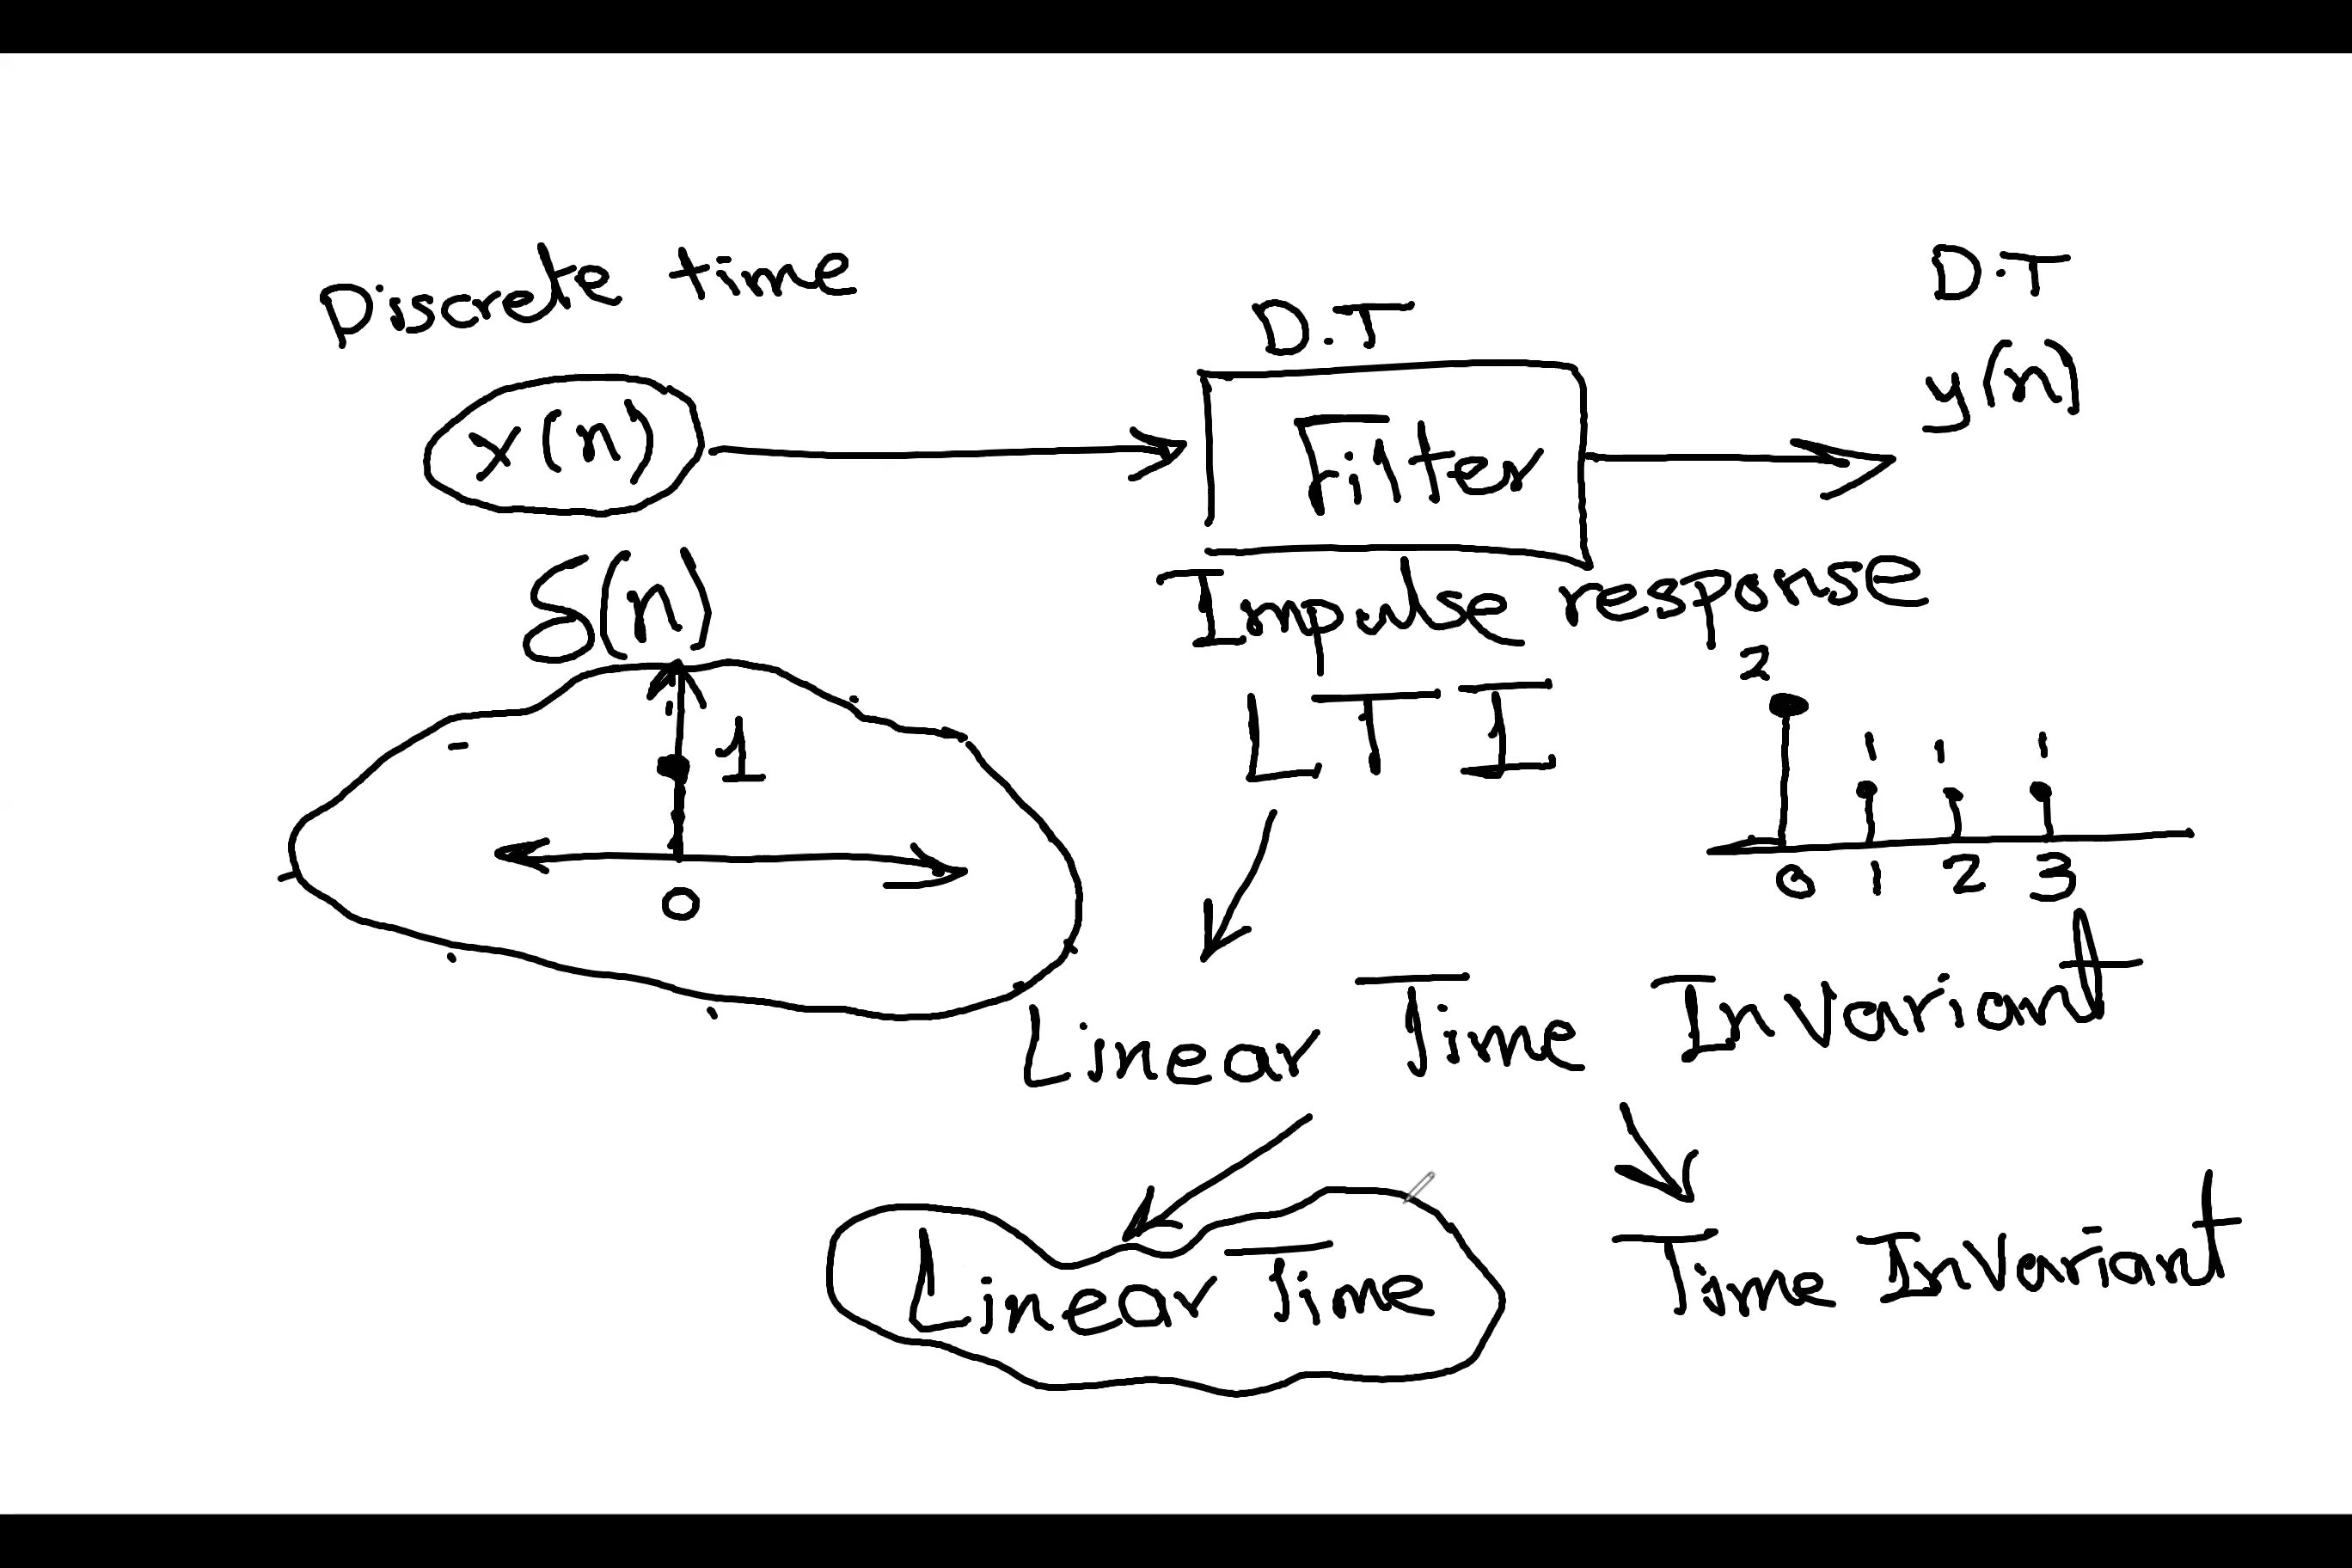 Discrete time
D.T
D.T
x(n)
Filter
y(n)
δ(n)
Impulse response
1
LTI
2
1 1 1
0
0 1 2 3
Linear Time Invariant
Linear Time
Time Invariant